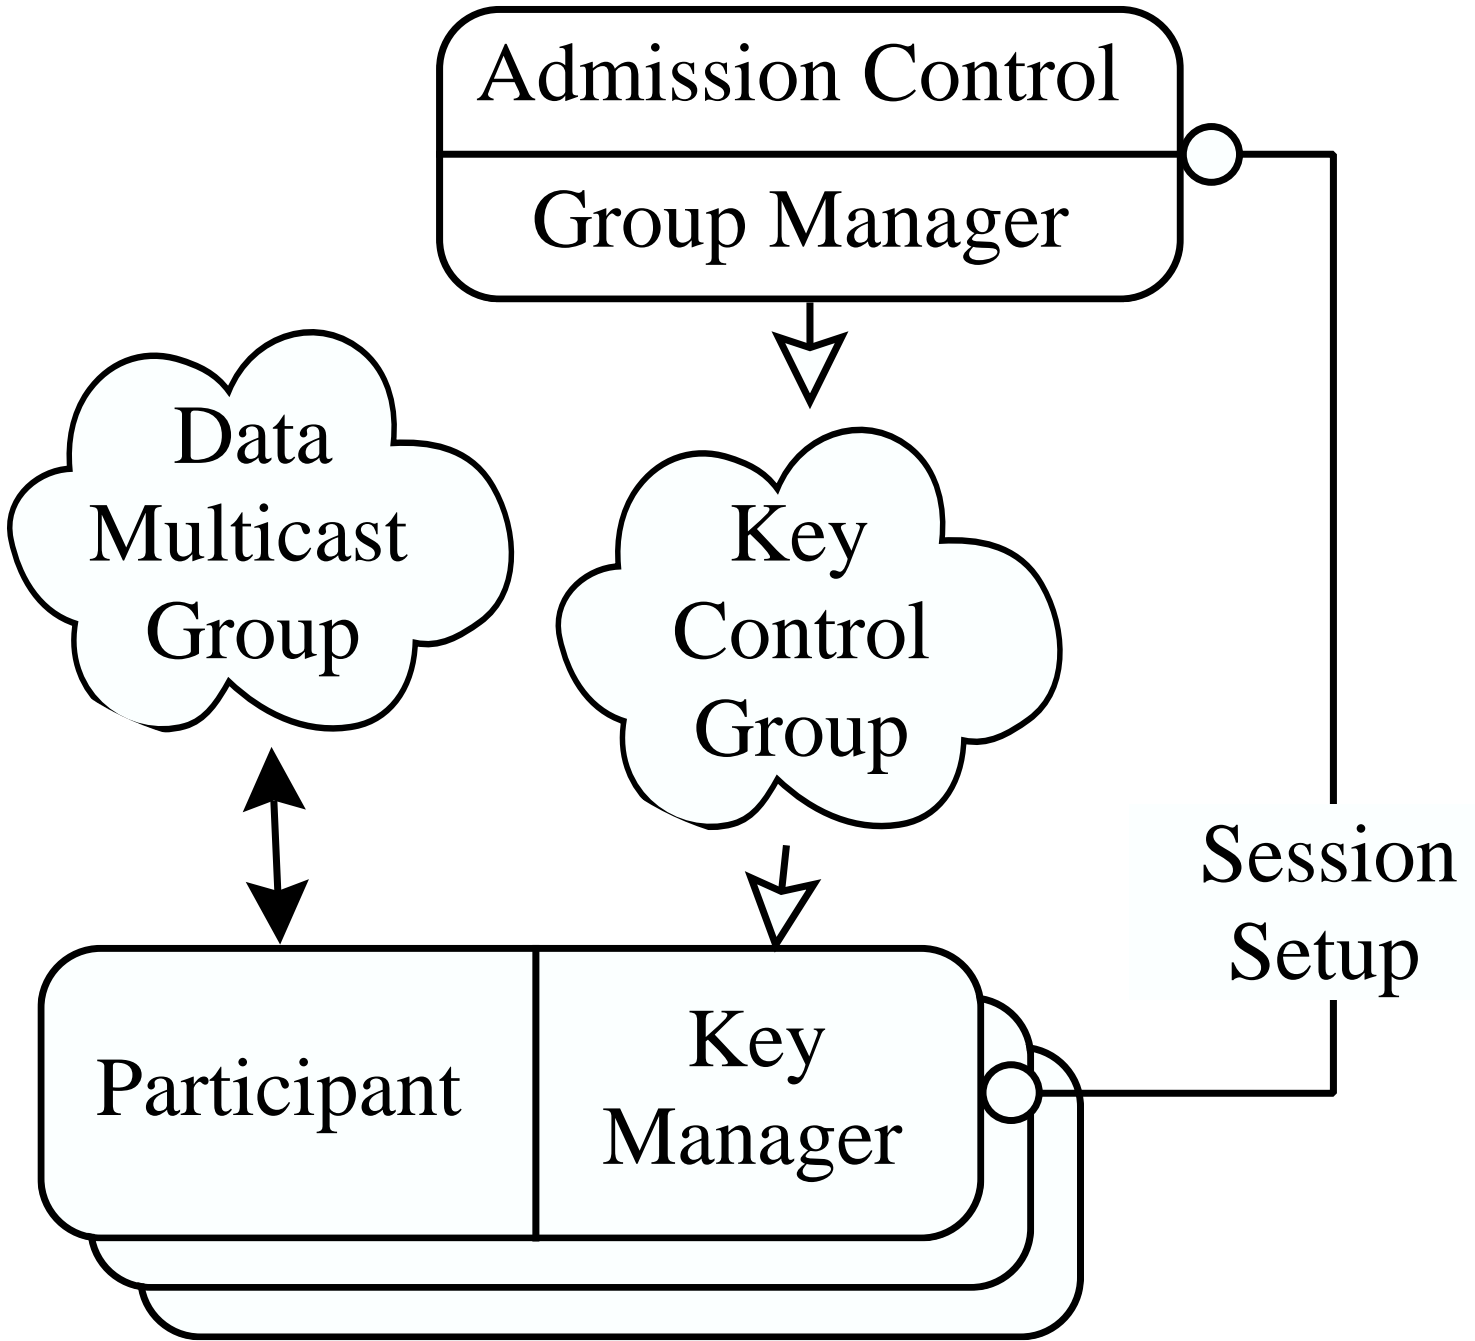 Admission Control
Group Manager
Data
Multicast
Group
Key
Control
Group
Session
Setup
Participant
Key
Manager